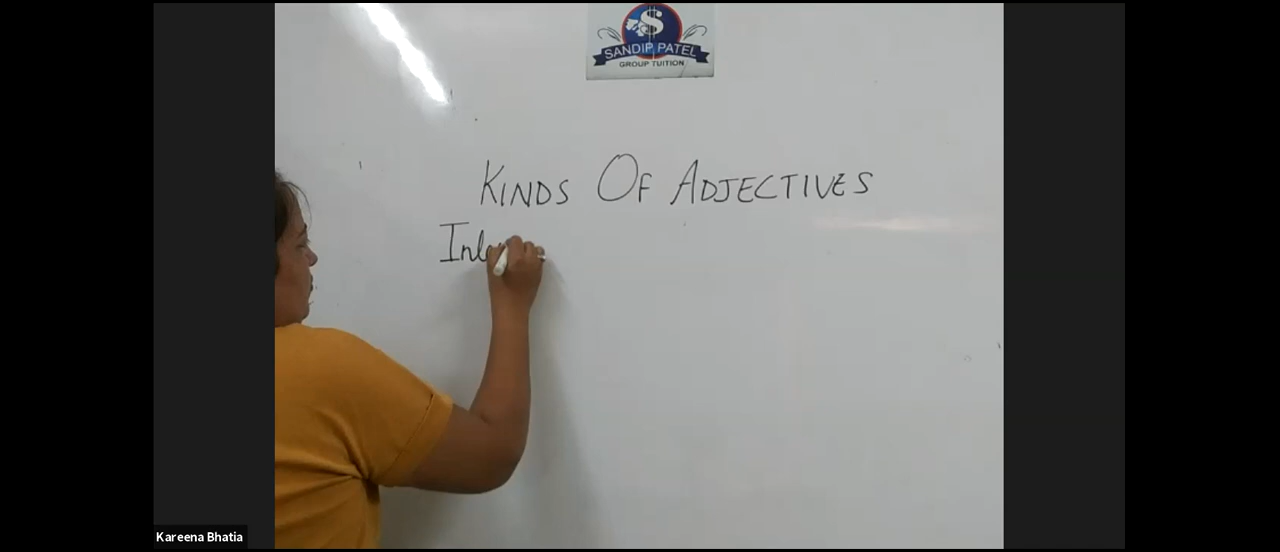 $
SANDIP PATEL
GROUP TUITION
KINDS OF ADJECTIVES
Kareena Bhatia